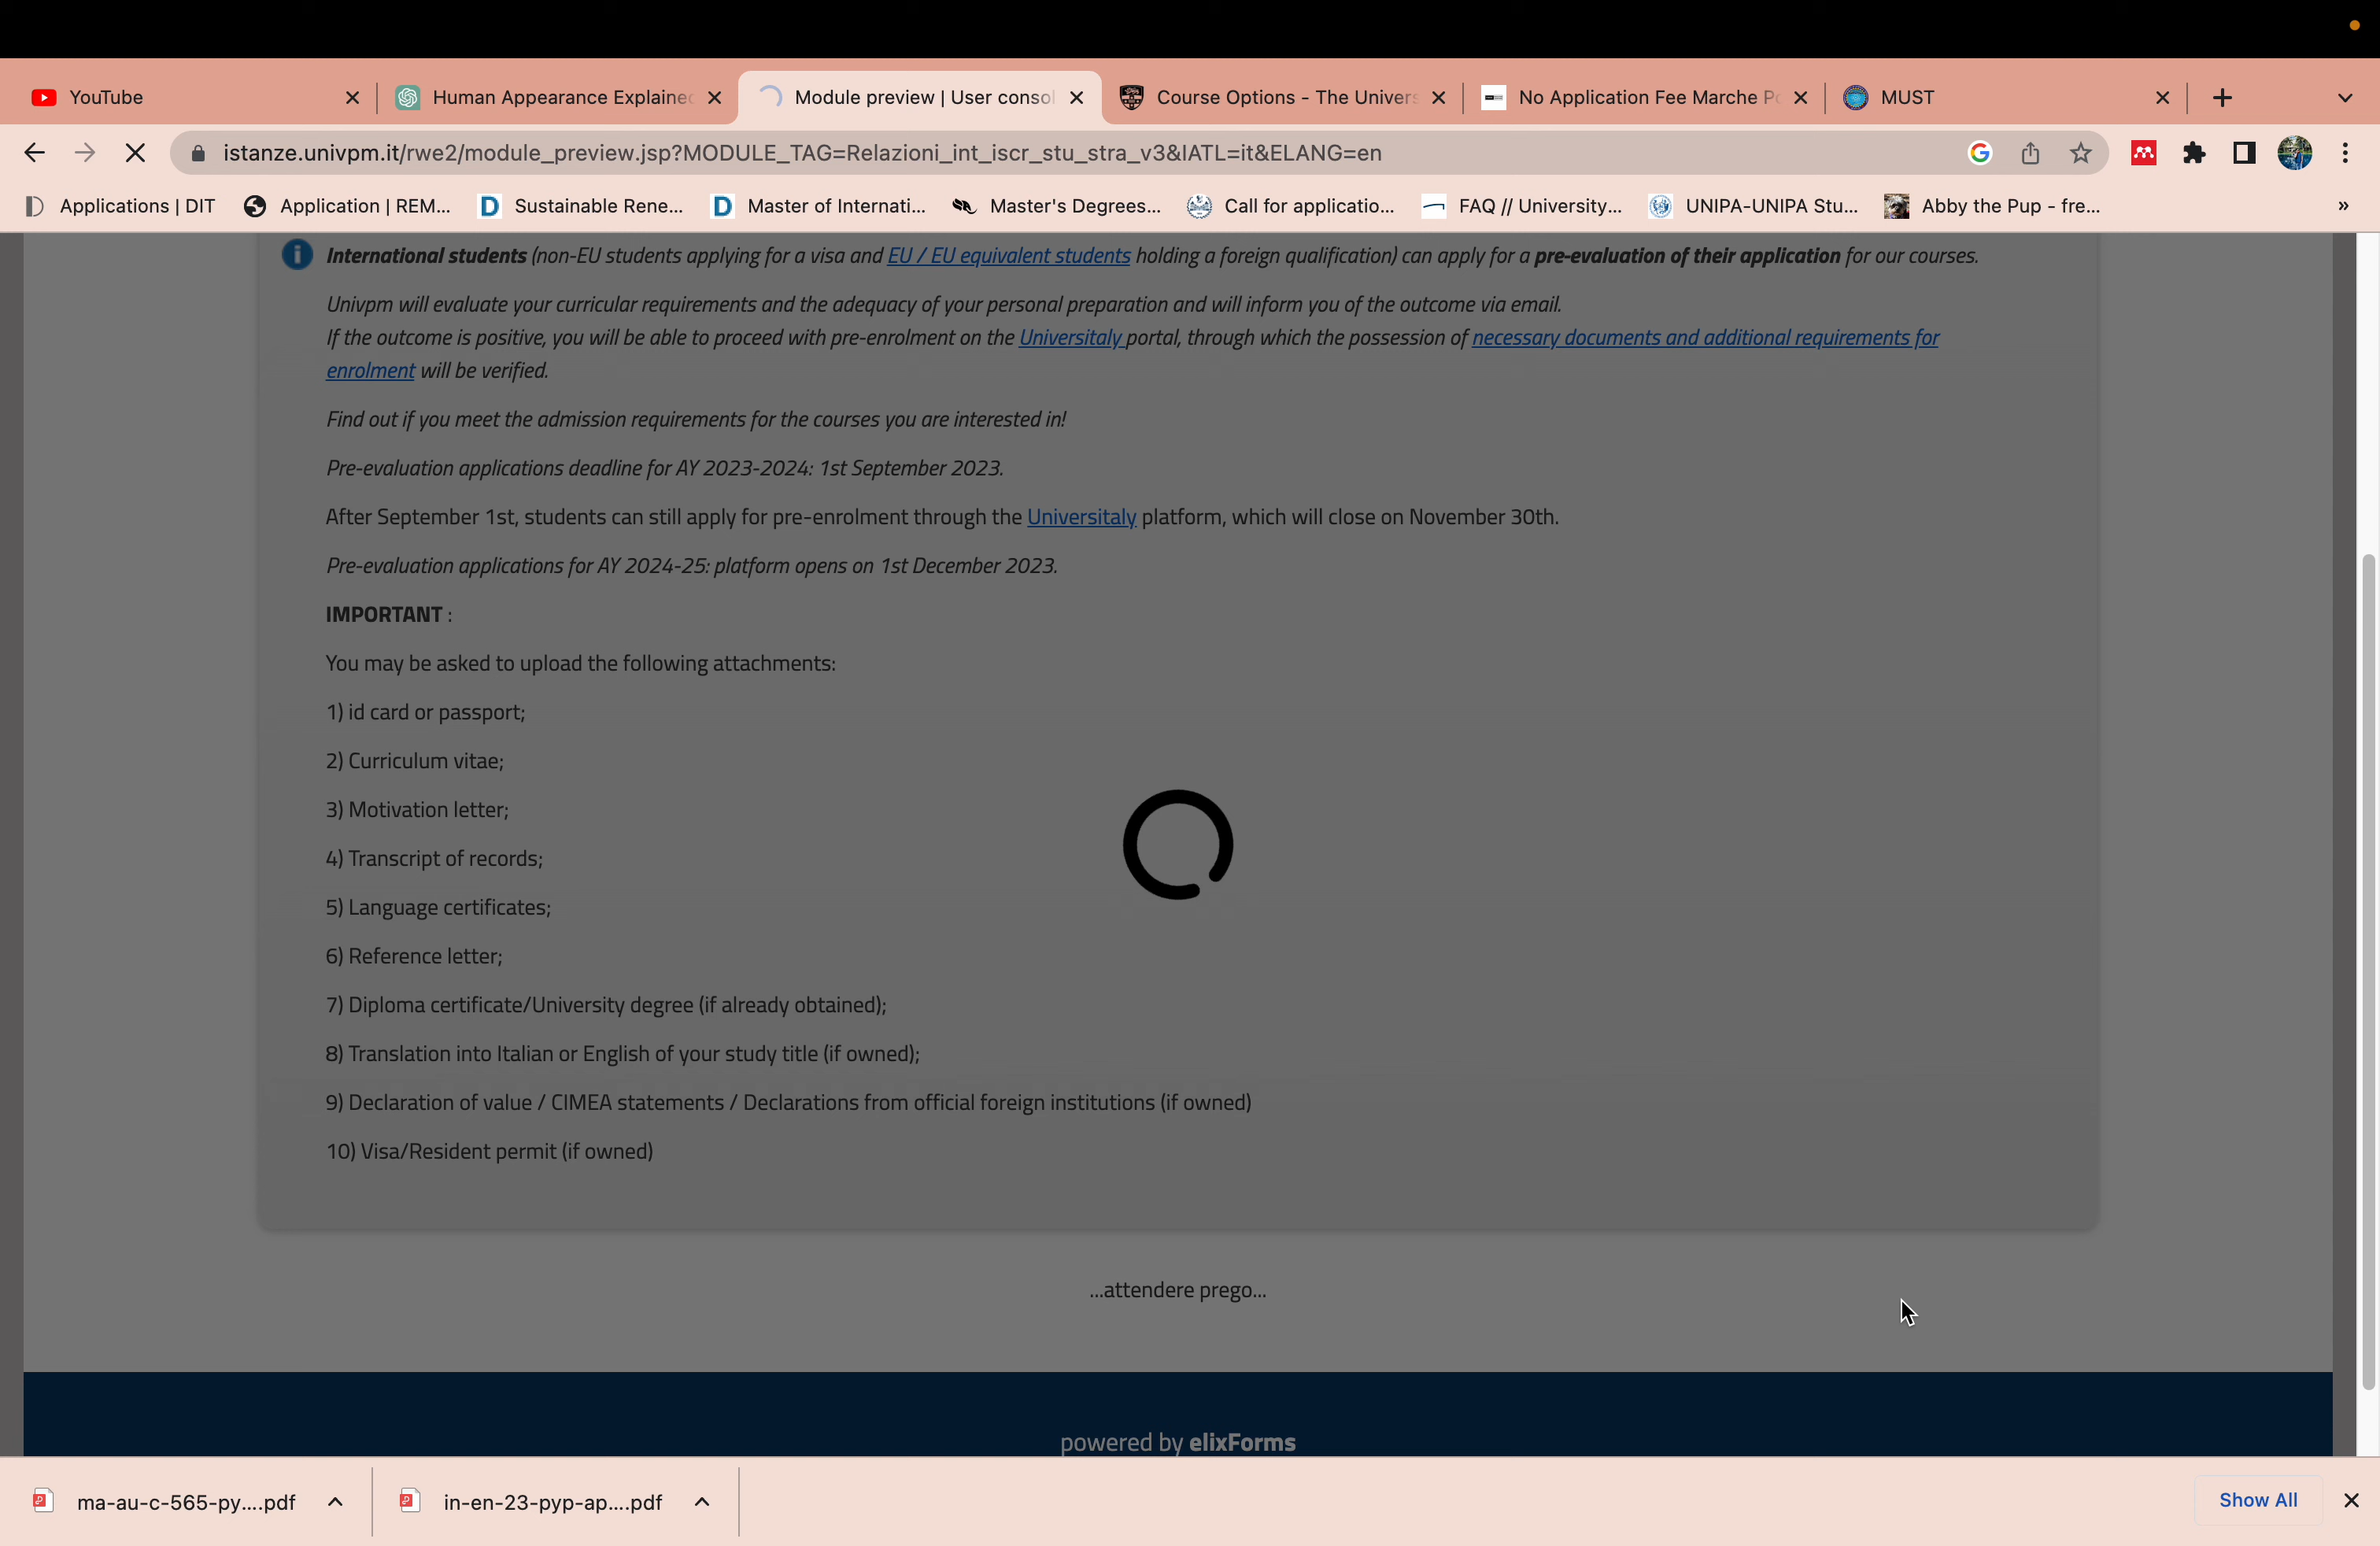 YouTube
Human Appearance Explained
Module preview | User consol
Course Options - The Univers
No Application Fee Marche Po
MUST
istanze.univpm.it/rwe2/module_preview.jsp?MODULE_TAG=Relazioni_int_iscr_stu_stra_v3&IATL=it&ELANG=en
Applications | DIT
Application | REM...
Sustainable Rene...
Master of Internati...
Master's Degrees...
Call for applicatio...
FAQ // University...
UNIPA-UNIPA Stu...
Abby the Pup - fre...
»
International students (non-EU students applying for a visa and EU / EU equivalent students holding a foreign qualification) can apply for a pre-evaluation of their application for our courses.
Univpm will evaluate your curricular requirements and the adequacy of your personal preparation and will inform you of the outcome via email.
If the outcome is positive, you will be able to proceed with pre-enrolment on the Universitaly portal, through which the possession of necessary documents and additional requirements for
enrolment will be verified.
Find out if you meet the admission requirements for the courses you are interested in!
Pre-evaluation applications deadline for AY 2023-2024: 1st September 2023.
After September 1st, students can still apply for pre-enrolment through the Universitaly platform, which will close on November 30th.
Pre-evaluation applications for AY 2024-25: platform opens on 1st December 2023.
IMPORTANT :
You may be asked to upload the following attachments:
1) id card or passport;
2) Curriculum vitae;
3) Motivation letter;
4) Transcript of records;
5) Language certificates;
6) Reference letter;
7) Diploma certificate/University degree (if already obtained);
8) Translation into Italian or English of your study title (if owned);
9) Declaration of value / CIMEA statements / Declarations from official foreign institutions (if owned)
10) Visa/Resident permit (if owned)
...attendere prego...
powered by elixForms
ma-au-c-565-py....pdf
in-en-23-pyp-ap....pdf
Show All